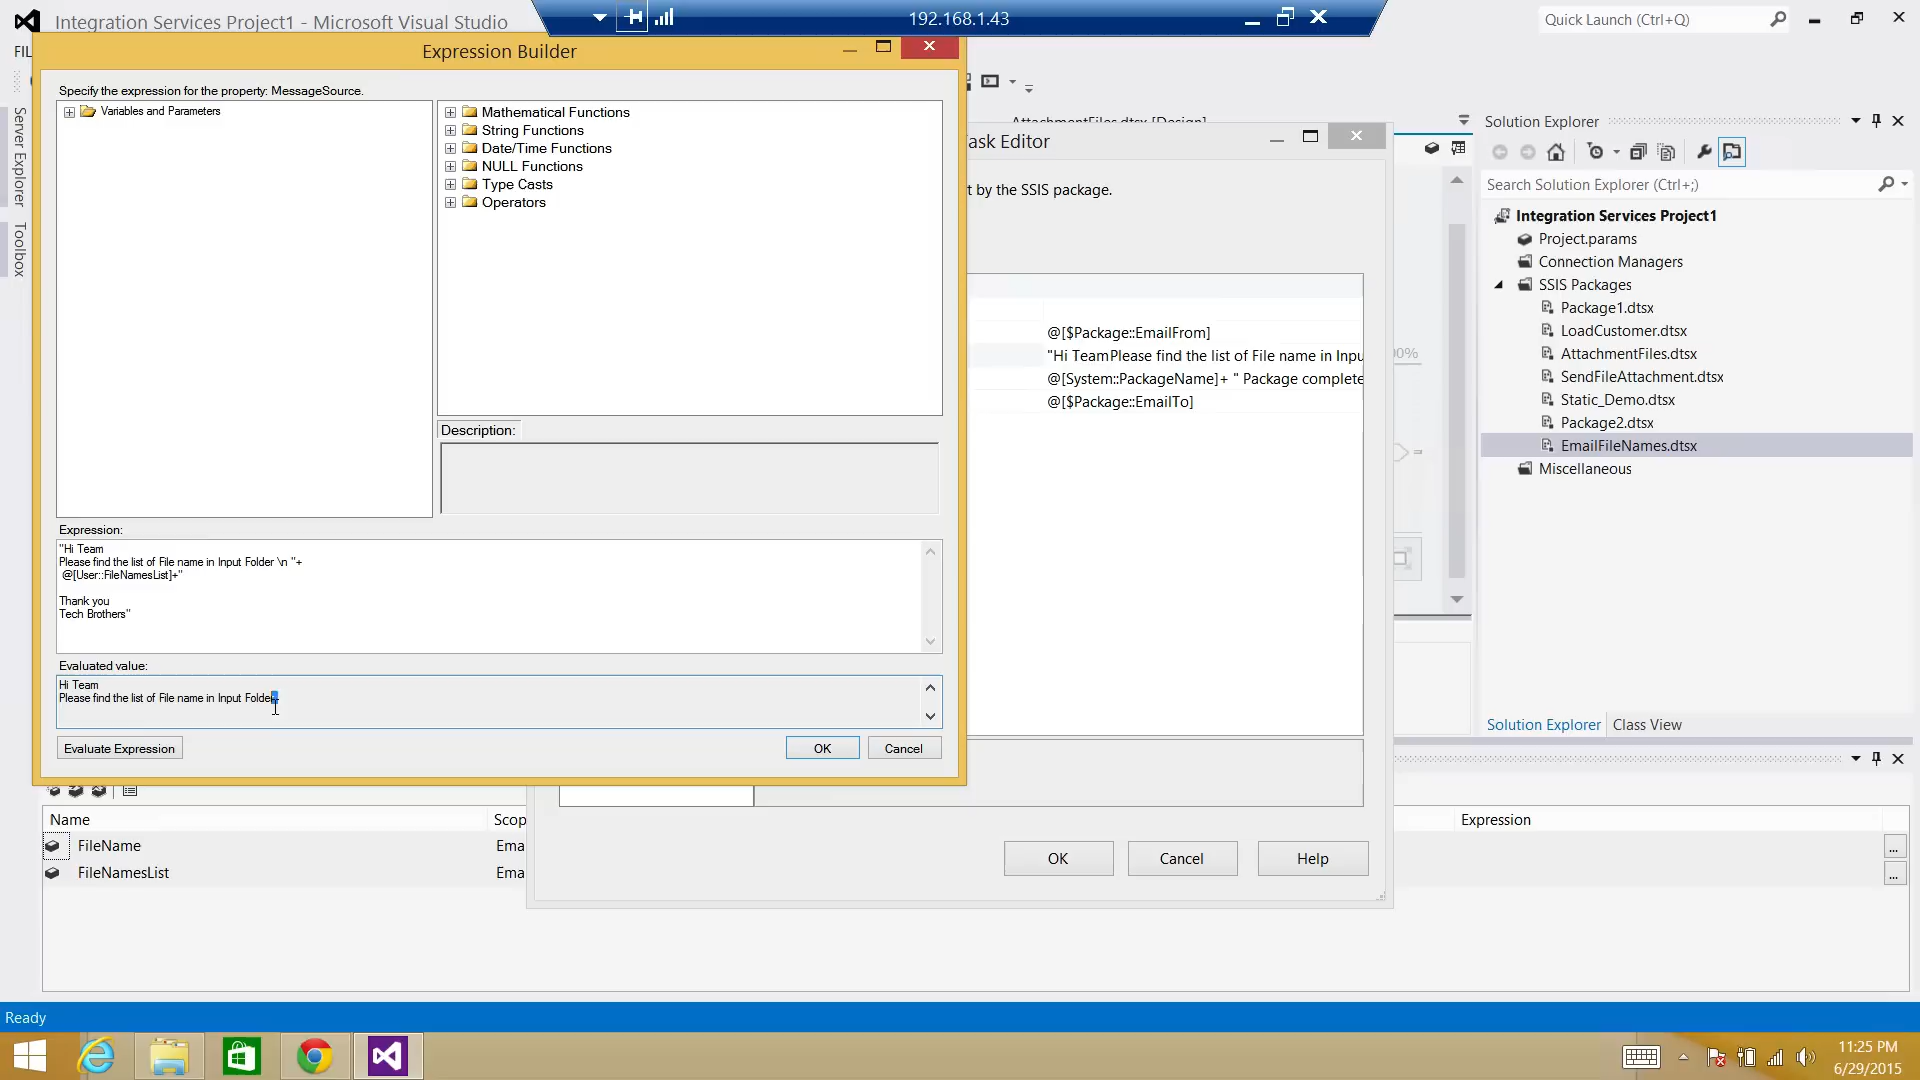 Integration Services Project1 - Microsoft Visual Studio
192.168.1.43
Quick Launch (Ctrl+Q)
FIL
Expression Builder
Specify the expression for the property: MessageSource.
Variables and Parameters
Mathematical Functions
String Functions
Date/Time Functions
NULL Functions
Type Casts
Operators
Description:
Expression:
"Hi Team
Please find the list of File name in Input Folder \n "+
@[User::FileNamesList]+"
Thank you
Tech Brothers"
Evaluated value:
Hi Team
Please find the list of File name in Input Folder
Evaluate Expression
OK
Cancel
Server Explorer
Toolbox
AttachmentFiles.dtsx [Design]
ask Editor
t by the SSIS package.
@[$Package::EmailFrom]
"Hi TeamPlease find the list of File name in Inpu
@[System::PackageName]+ " Package complete
@[$Package::EmailTo]
00%
OK
Cancel
Help
Solution Explorer
Search Solution Explorer (Ctrl+;)
Integration Services Project1
Project.params
Connection Managers
SSIS Packages
Package1.dtsx
LoadCustomer.dtsx
AttachmentFiles.dtsx
SendFileAttachment.dtsx
Static_Demo.dtsx
Package2.dtsx
EmailFileNames.dtsx
Miscellaneous
Solution Explorer
Class View
Name
Scop
Expression
FileName
Ema
...
FileNamesList
Ema
...
Ready
11:25 PM
6/29/2015